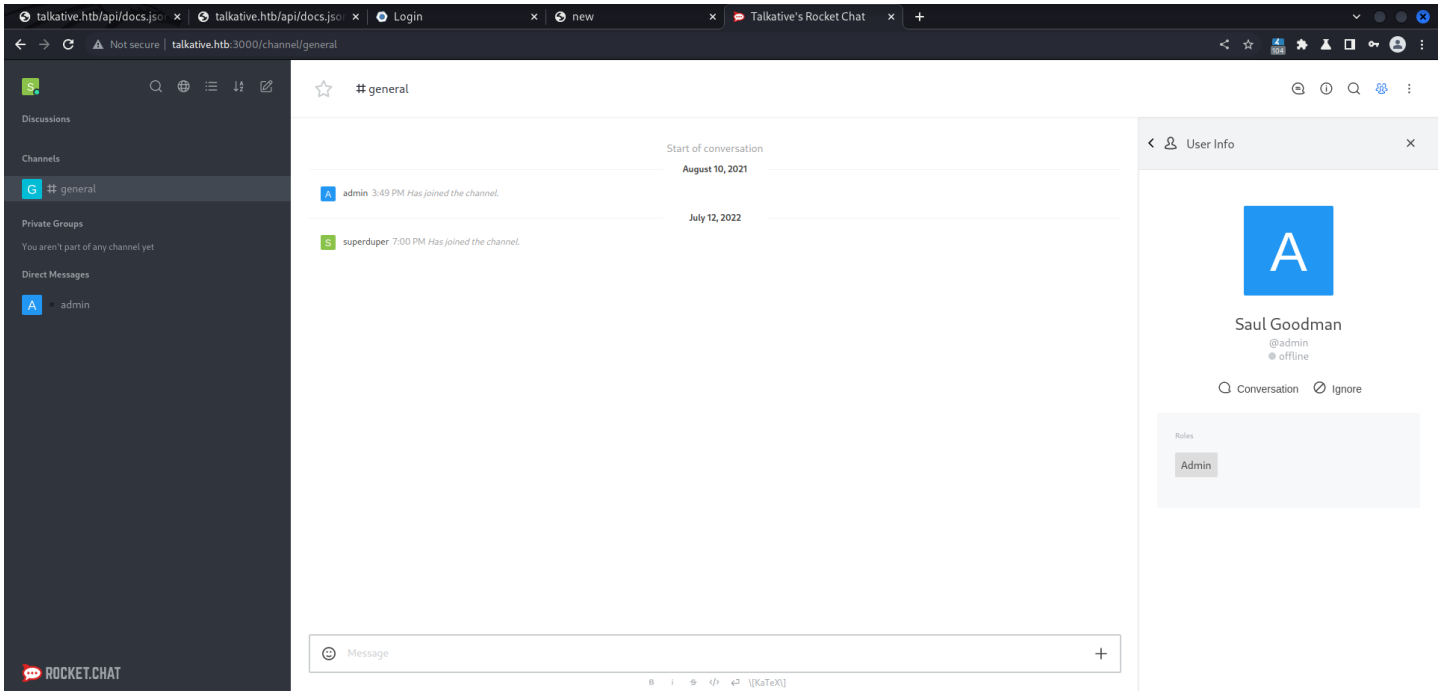 talkative.htb/api/docs.jso
talkative.htb/api/docs.jso
Login
new
Talkative's Rocket Chat
Not secure
talkative.htb:3000/channel/general
104
S
Discussions
Channels
G # general
Private Groups
You aren't part of any channel yet
Direct Messages
A admin
ROCKET.CHAT
# general
Start of conversation
August 10, 2021
A admin 3:49 PM Has joined the channel.
July 12, 2022
S superduper 7:00 PM Has joined the channel.
Message
B i S </> \[KaTeX\]
User Info
A
Saul Goodman
@admin
offline
Conversation Ignore
Roles
Admin